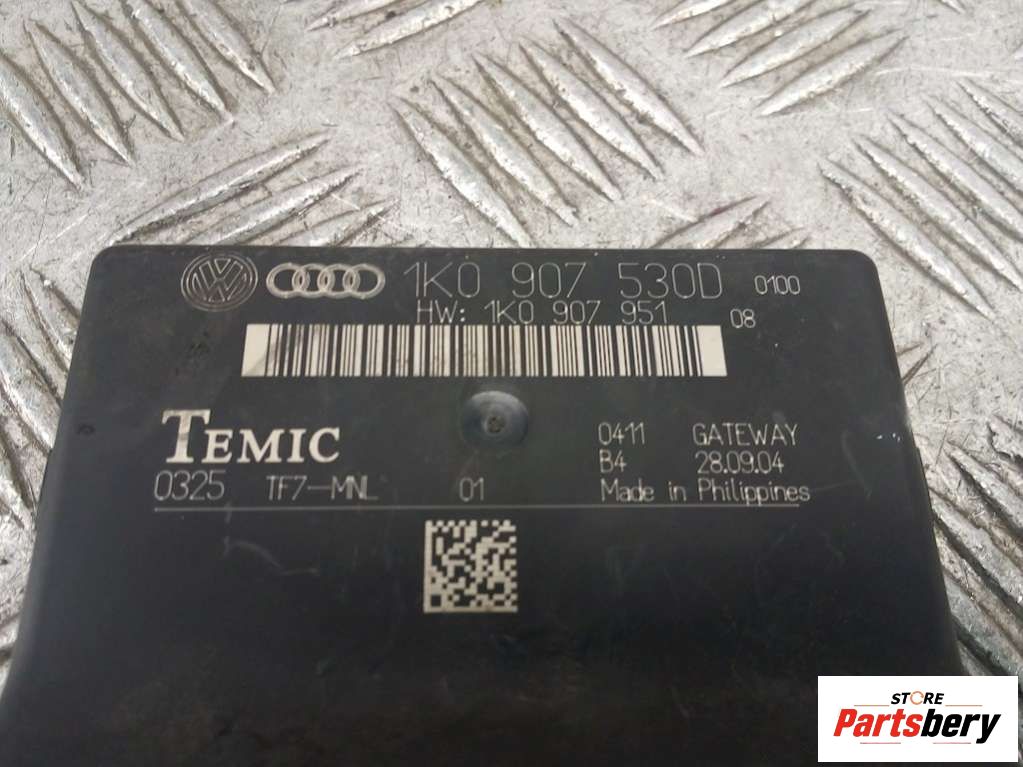 1K0 907 530D 0100
HW: 1K0 907 951 08
TEMIC
0411 GATEWAY
B4 28.09.04
0325 TF7-MNL 01 Made in Philippines
STORE
Partsbery